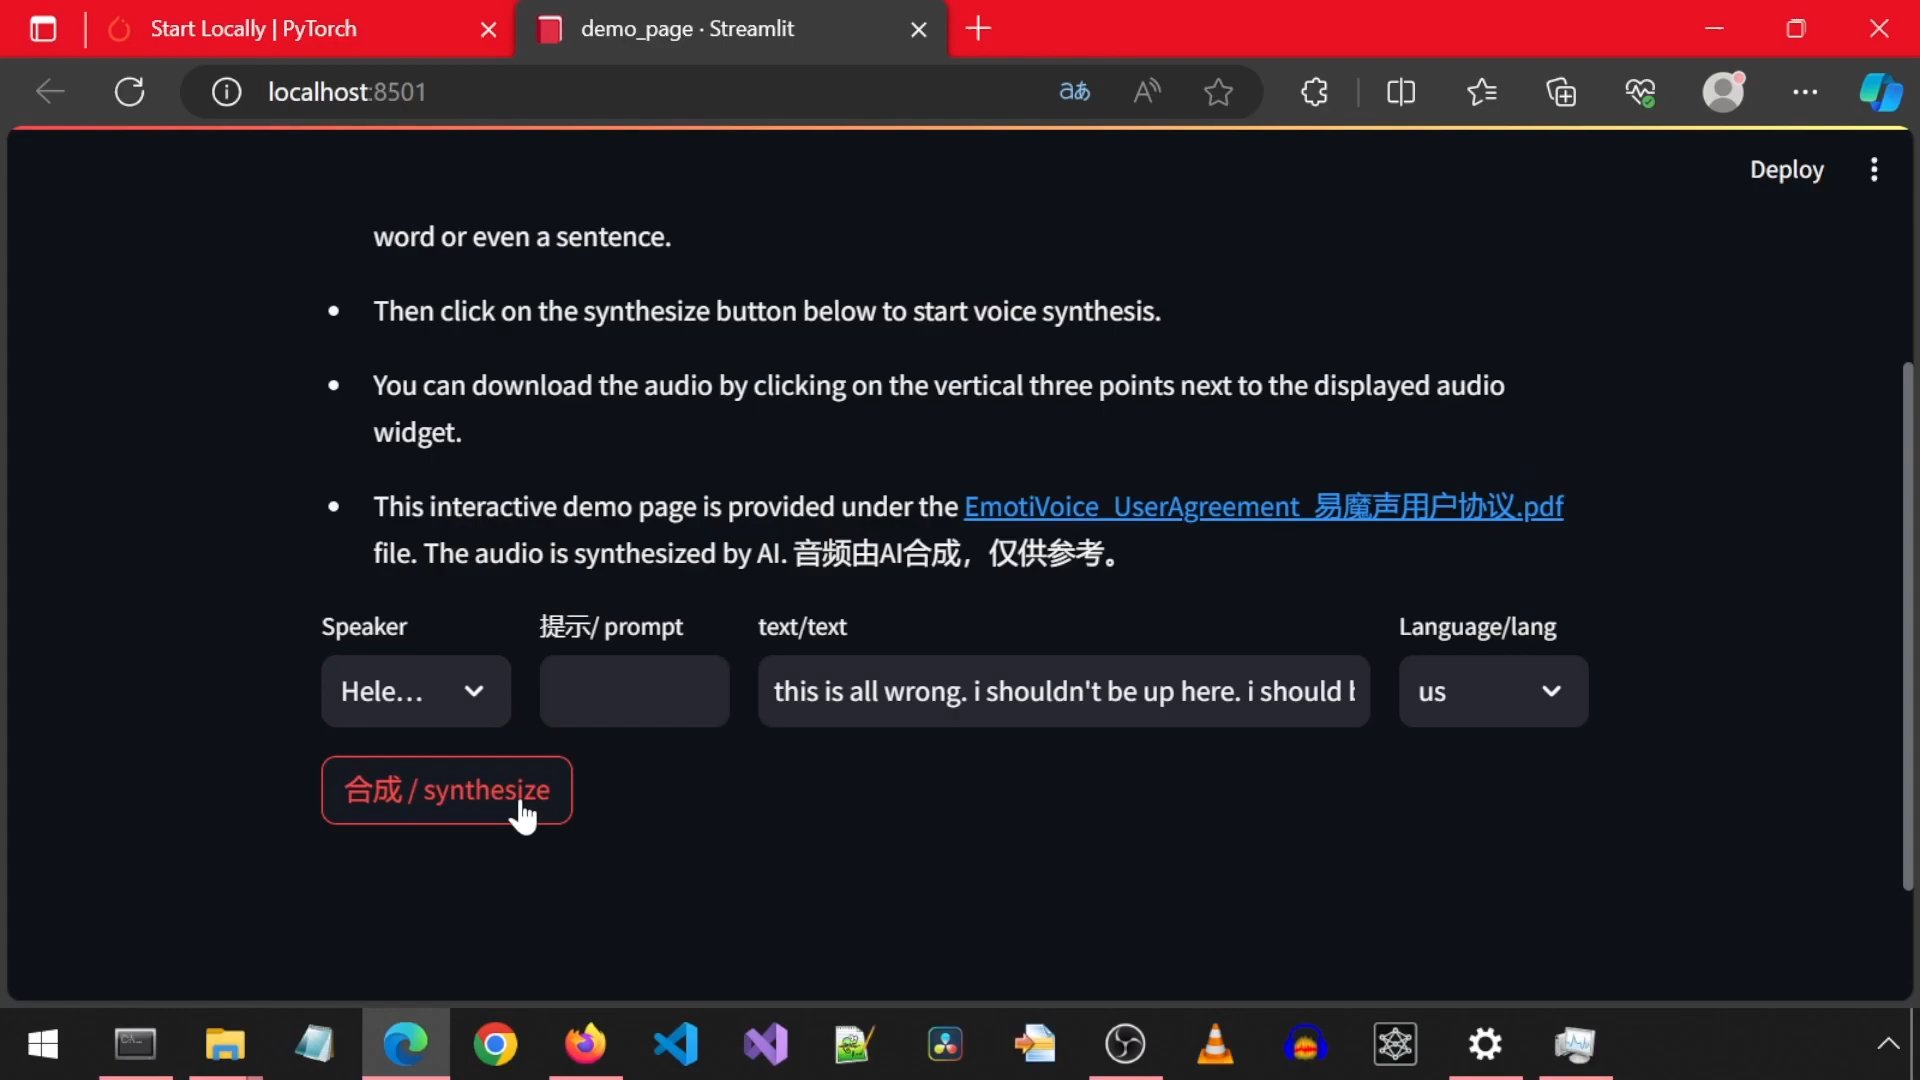 Start Locally | PyTorch
demo_page · Streamlit
localhost:8501
aあ
Deploy
word or even a sentence.
Then click on the synthesize button below to start voice synthesis.
You can download the audio by clicking on the vertical three points next to the displayed audio
widget.
This interactive demo page is provided under the EmotiVoice_UserAgreement_易魔声用户协议.pdf
file. The audio is synthesized by AI. 音频由AI合成，仅供参考。
Speaker 提示/ prompt text/text Language/lang
Hele... this is all wrong. i shouldn't be up here. i should us
合成 / synthesize